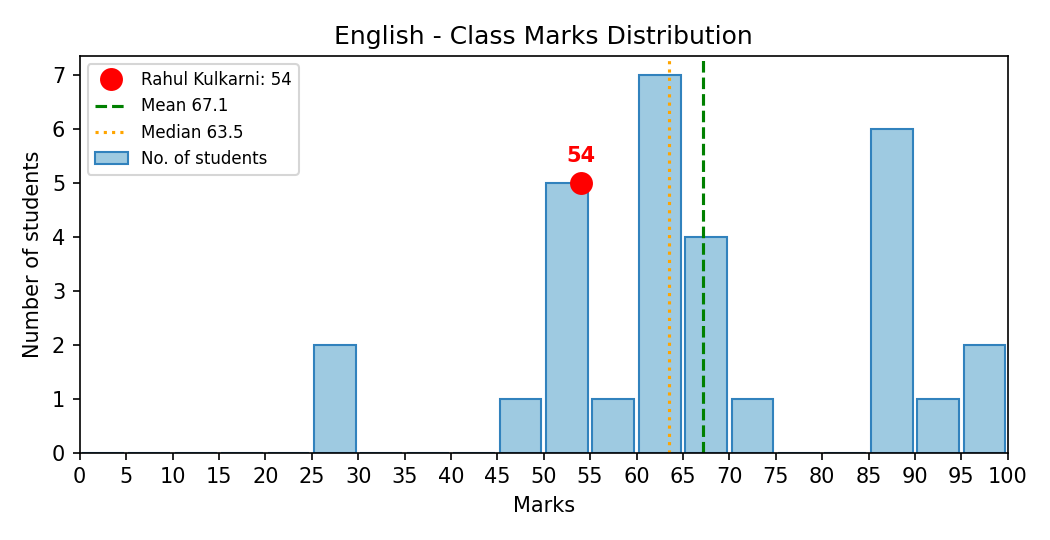 English - Class Marks Distribution
Rahul Kulkarni: 54
Mean 67.1
Median 63.5
No. of students
54
Number of students
7
6
5
4
3
2
1
0
0 5 10 15 20 25 30 35 40 45 50 55 60 65 70 75 80 85 90 95 100
Marks